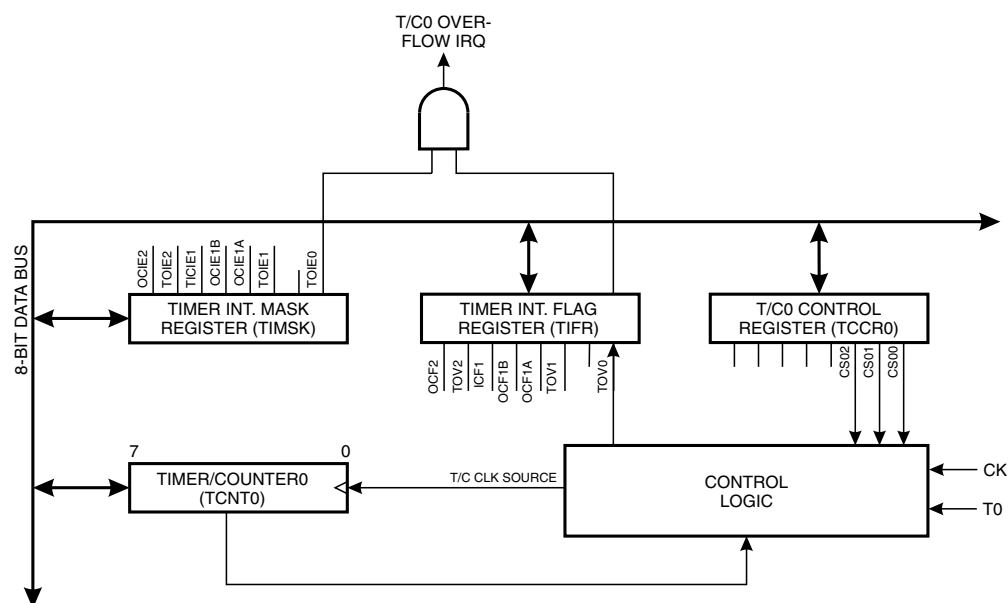 T/C0 OVER-
FLOW IRQ
8-BIT DATA BUS
OCIE2
TOIE2
TICIE1
OCIE1B
OCIE1A
TOIE1
TOIE0
TIMER INT. MASK
REGISTER (TIMSK)
TIMER INT. FLAG
REGISTER (TIFR)
T/C0 CONTROL
REGISTER (TCCR0)
OCF2
TOV2
ICF1
OCF1B
OCF1A
TOV1
TOV0
CS02
CS01
CS00
7
0
TIMER/COUNTER0
(TCNT0)
T/C CLK SOURCE
CONTROL
LOGIC
CK
T0